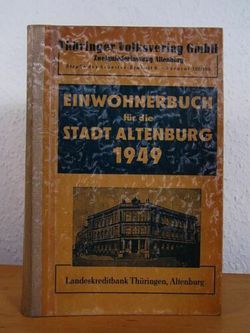 Thüringer Volksverlag GmbH
Zweigniederlassung Altenburg
EINWOHNERBUCH
für die
STADT ALTENBURG
1949
Landeskreditbank Thüringen, Altenburg